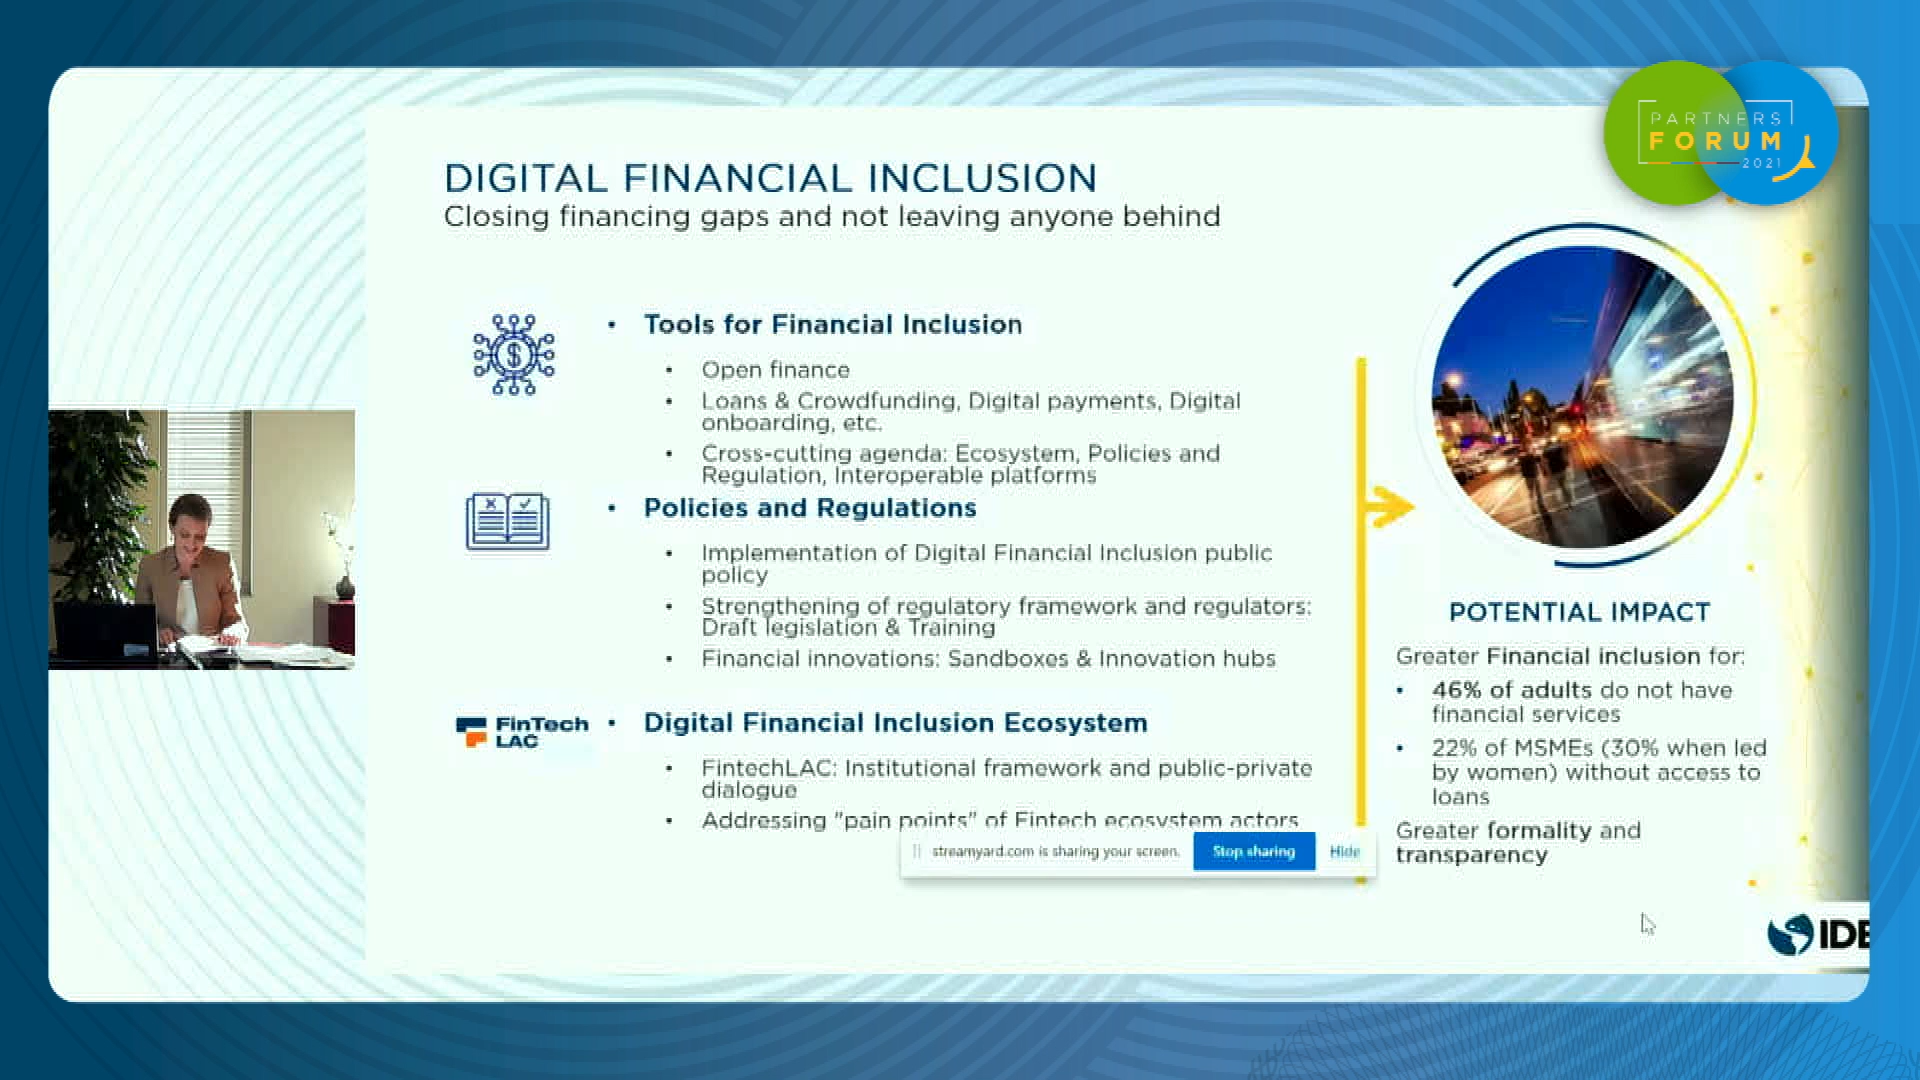 PARTNERS
FORUM
2021
DIGITAL FINANCIAL INCLUSION
Closing financing gaps and not leaving anyone behind
• Tools for Financial Inclusion
• Open finance
• Loans & Crowdfunding, Digital payments, Digital
onboarding, etc.
• Cross-cutting agenda: Ecosystem, Policies and
Regulation, Interoperable platforms
• Policies and Regulations
• Implementation of Digital Financial Inclusion public
policy
• Strengthening of regulatory framework and regulators:
Draft legislation & Training
• Financial innovations: Sandboxes & Innovation hubs
FinTech
LAC
• Digital Financial Inclusion Ecosystem
• FintechLAC: Institutional framework and public-private
dialogue
• Addressing "pain points" of Fintech ecosystem actors
streamyard.com is sharing your screen.
Stop sharing
Hide
POTENTIAL IMPACT
Greater Financial inclusion for:
• 46% of adults do not have
financial services
• 22% of MSMEs (30% when led
by women) without access to
loans
Greater formality and
transparency
IDB